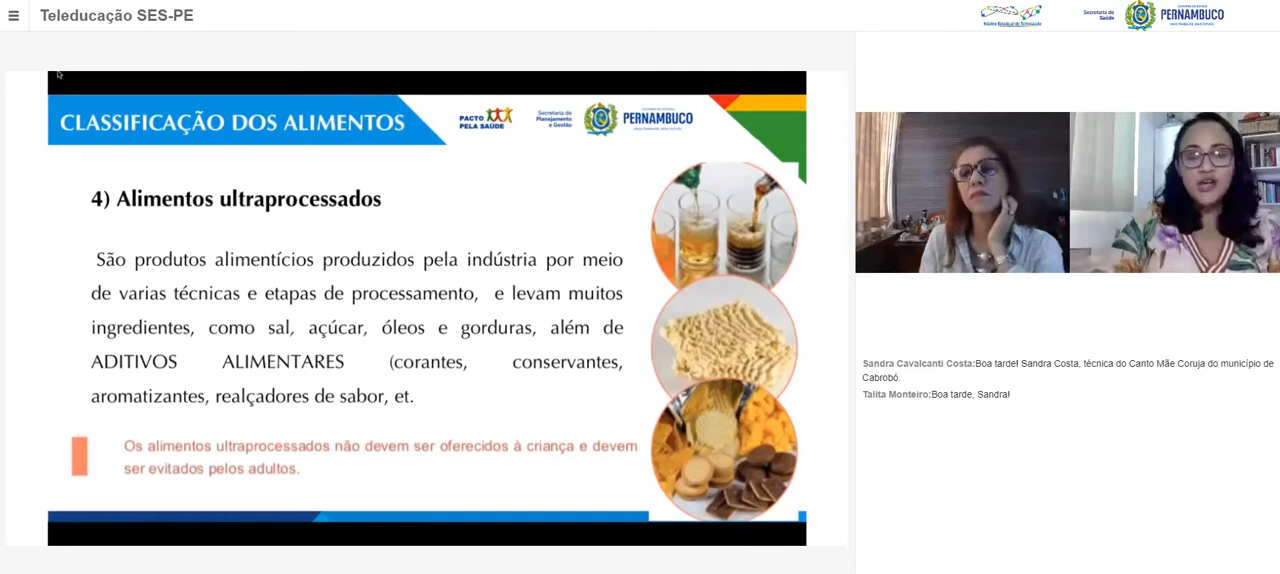 Teleducação SES-PE
Secretaria de
Saúde
PERNAMBUCO
CLASSIFICAÇÃO DOS ALIMENTOS
PACTO
PELA SAÚDE
Secretaria de
Planejamento
e Gestão
PERNAMBUCO
4) Alimentos ultraprocessados
São produtos alimentícios produzidos pela indústria por meio
de varias técnicas e etapas de processamento, e levam muitos
ingredientes, como sal, açúcar, óleos e gorduras, além de
ADITIVOS ALIMENTARES (corantes, conservantes,
aromatizantes, realçadores de sabor, et.
Os alimentos ultraprocessados não devem ser oferecidos à criança e devem
ser evitados pelos adultos.
Sandra Cavalcanti Costa:Boa tarde! Sandra Costa, técnica do Canto Mãe Coruja do município de
Cabrobó.
Talita Monteiro:Boa tarde, Sandra!